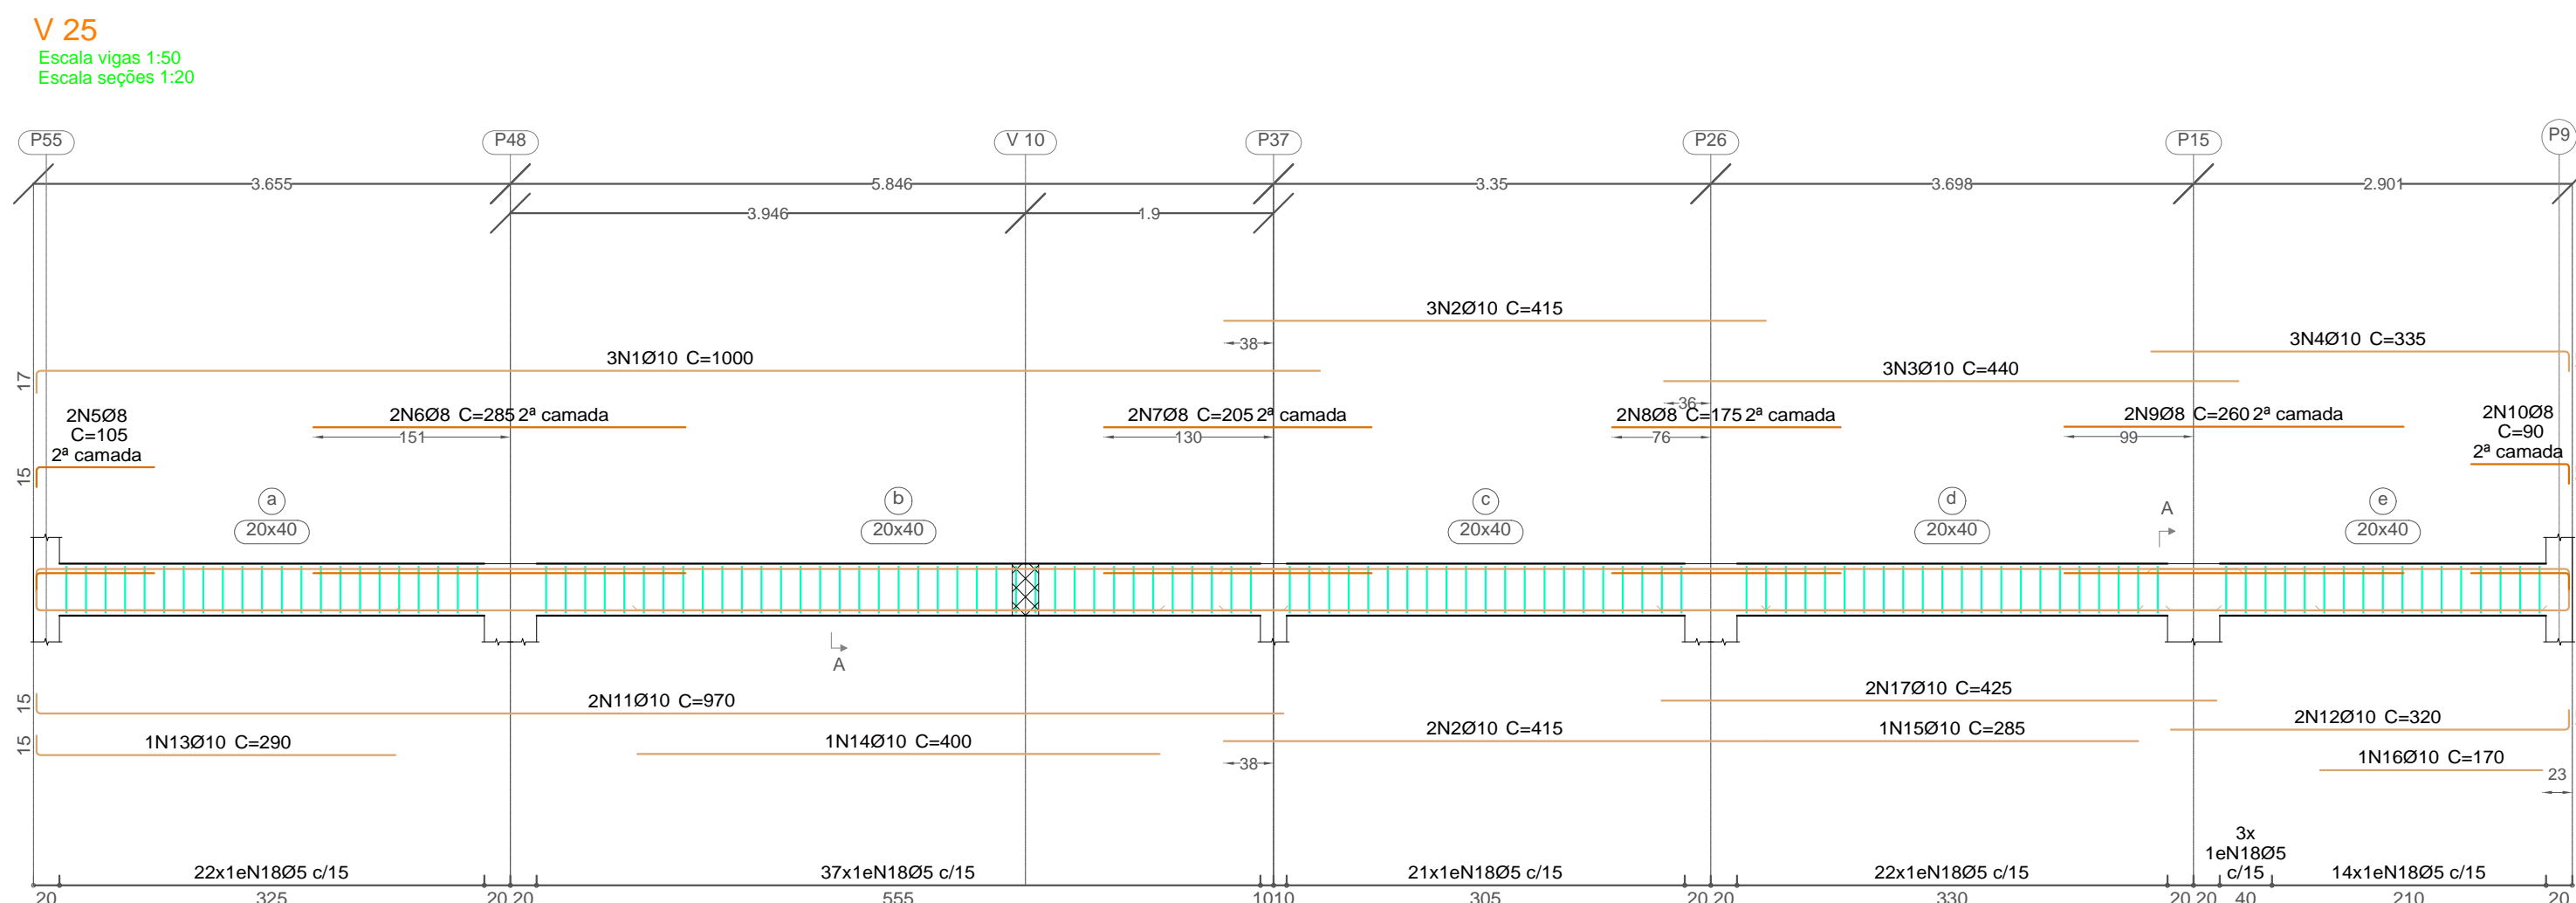 V 25
Escala vigas 1:50
Escala seções 1:20
P55 P48 V 10 P37 P26 P15 P9
3.655 5.846 3.35 3.698 2.901
3.946 1.9
3N2Ø10 C=415
38
3N4Ø10 C=335
3N1Ø10 C=1000
17
3N3Ø10 C=440
36
2N5Ø8
C=105
2ª camada
15
2N6Ø8 C=285 2ª camada
151
2N7Ø8 C=205 2ª camada
130
2N8Ø8 C=175 2ª camada
76
2N9Ø8 C=260 2ª camada
99
2N10Ø8
C=90
2ª camada
a b c d e
20x40 20x40 20x40 20x40 20x40
A
A
15
2N11Ø10 C=970
2N17Ø10 C=425
15
1N13Ø10 C=290
1N14Ø10 C=400
2N2Ø10 C=415
38
1N15Ø10 C=285
2N12Ø10 C=320
1N16Ø10 C=170
23
22x1eN18Ø5 c/15 37x1eN18Ø5 c/15 21x1eN18Ø5 c/15 22x1eN18Ø5 c/15
3x
1eN18Ø5
c/15
14x1eN18Ø5 c/15
20 325 20 20 555 1010 305 20 20 330 20 20 40 210 20